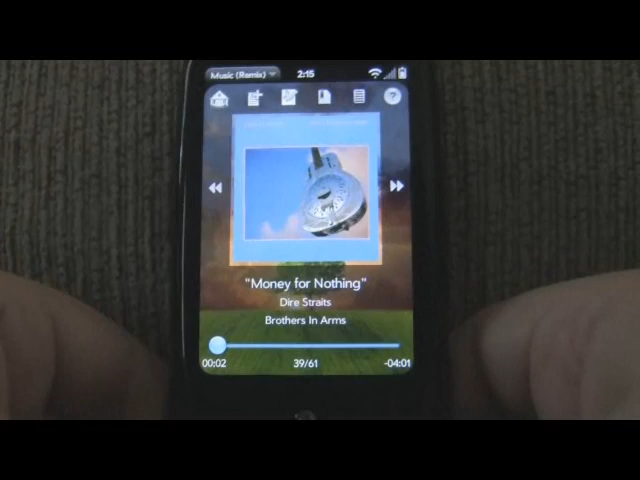 Music (Remix) 2:15
?
"Money for Nothing"
Dire Straits
Brothers In Arms
00:02 39/61 -04:01